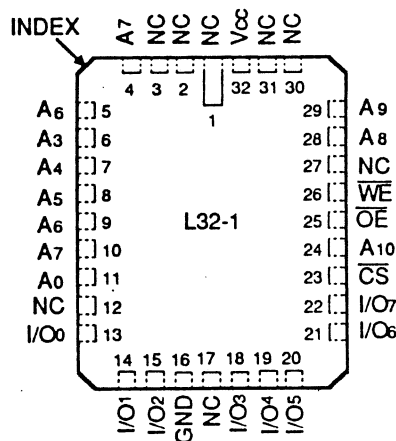 INDEX
A7 NC NC NC Vcc NC NC
4 3 2 32 31 30
1
A6 5 29 A9
A3 6 28 A8
A4 7 27 NC
A5 8 26 WE
A6 9 L32-1 25 OE
A7 10 24 A10
A0 11 23 CS
NC 12 22 I/O7
I/O0 13 21 I/O6
14 15 16 17 18 19 20
I/O1 I/O2 GND NC I/O3 I/O4 I/O5